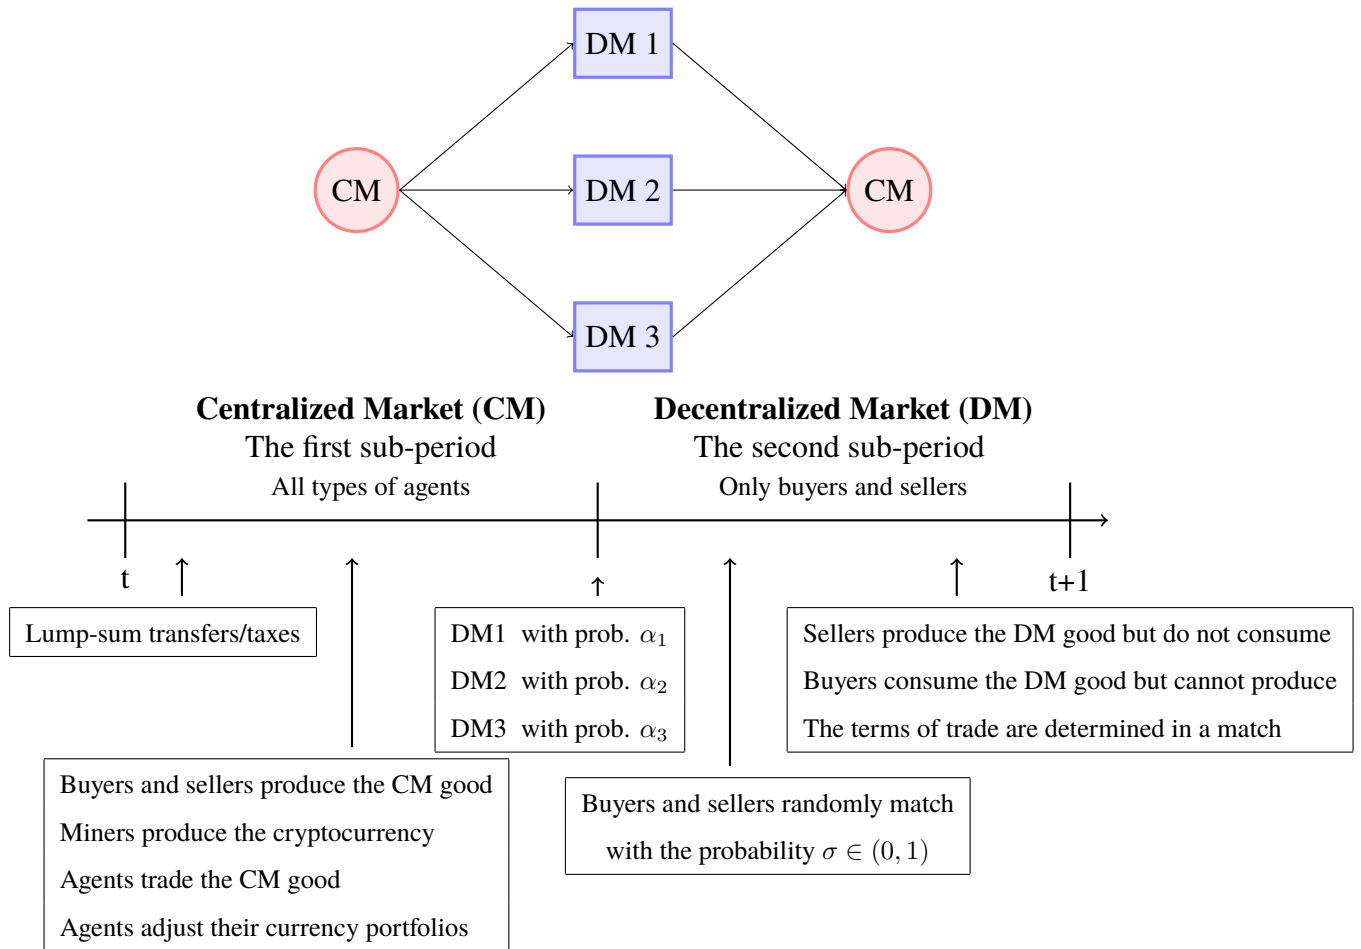 DM 1
CM
DM 2
CM
DM 3
Centralized Market (CM)
The first sub-period
All types of agents
Decentralized Market (DM)
The second sub-period
Only buyers and sellers
t
t+1
Lump-sum transfers/taxes
DM1 with prob. α₁
DM2 with prob. α₂
DM3 with prob. α₃
Sellers produce the DM good but do not consume
Buyers consume the DM good but cannot produce
The terms of trade are determined in a match
Buyers and sellers produce the CM good
Miners produce the cryptocurrency
Agents trade the CM good
Agents adjust their currency portfolios
Buyers and sellers randomly match
with the probability σ ∈ (0, 1)